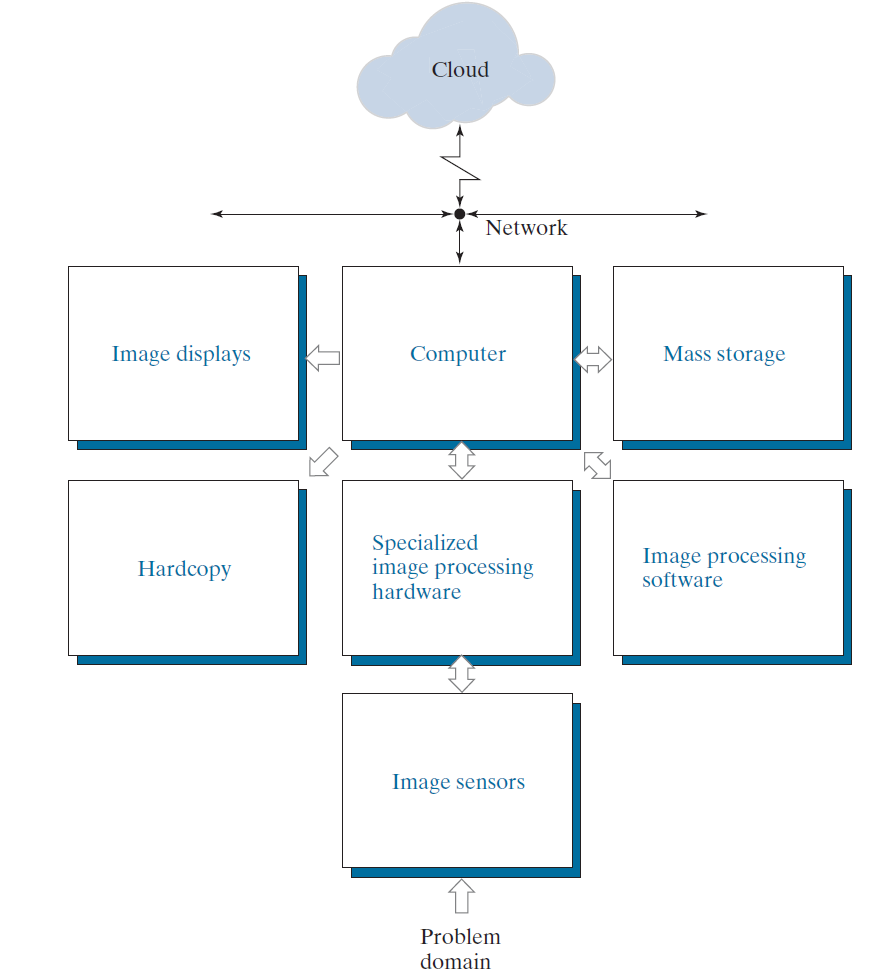 Cloud
Network
Image displays
Computer
Mass storage
Hardcopy
Specialized
image processing
hardware
Image processing
software
Image sensors
Problem
domain